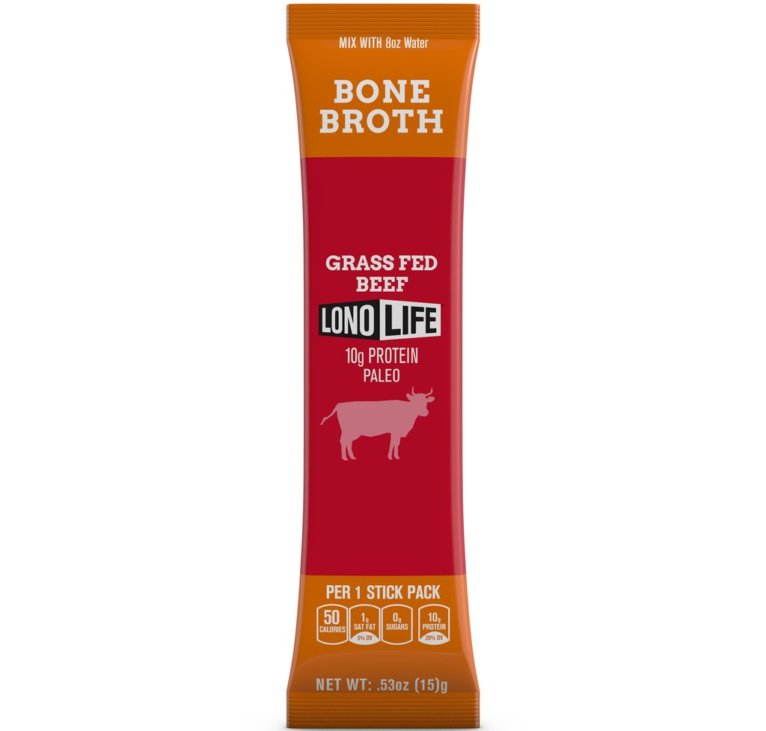 MIX WITH 8oz Water
BONE
BROTH
GRASS FED
BEEF
LONO LIFE
10g PROTEIN
PALEO
PER 1 STICK PACK
50 CALORIES
1g SAT FAT 5% DV
0g SUGARS
10g PROTEIN 20% DV
NET WT: .53oz (15)g